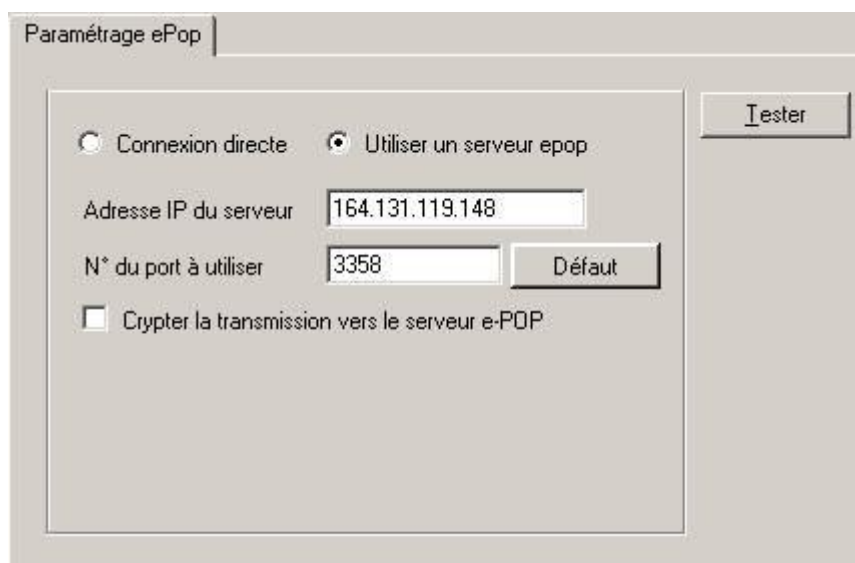 Paramétrage ePop
Tester
Connexion directe Utiliser un serveur epop
Adresse IP du serveur 164.131.119.148
N° du port à utiliser 3358 Défaut
Crypter la transmission vers le serveur e-POP